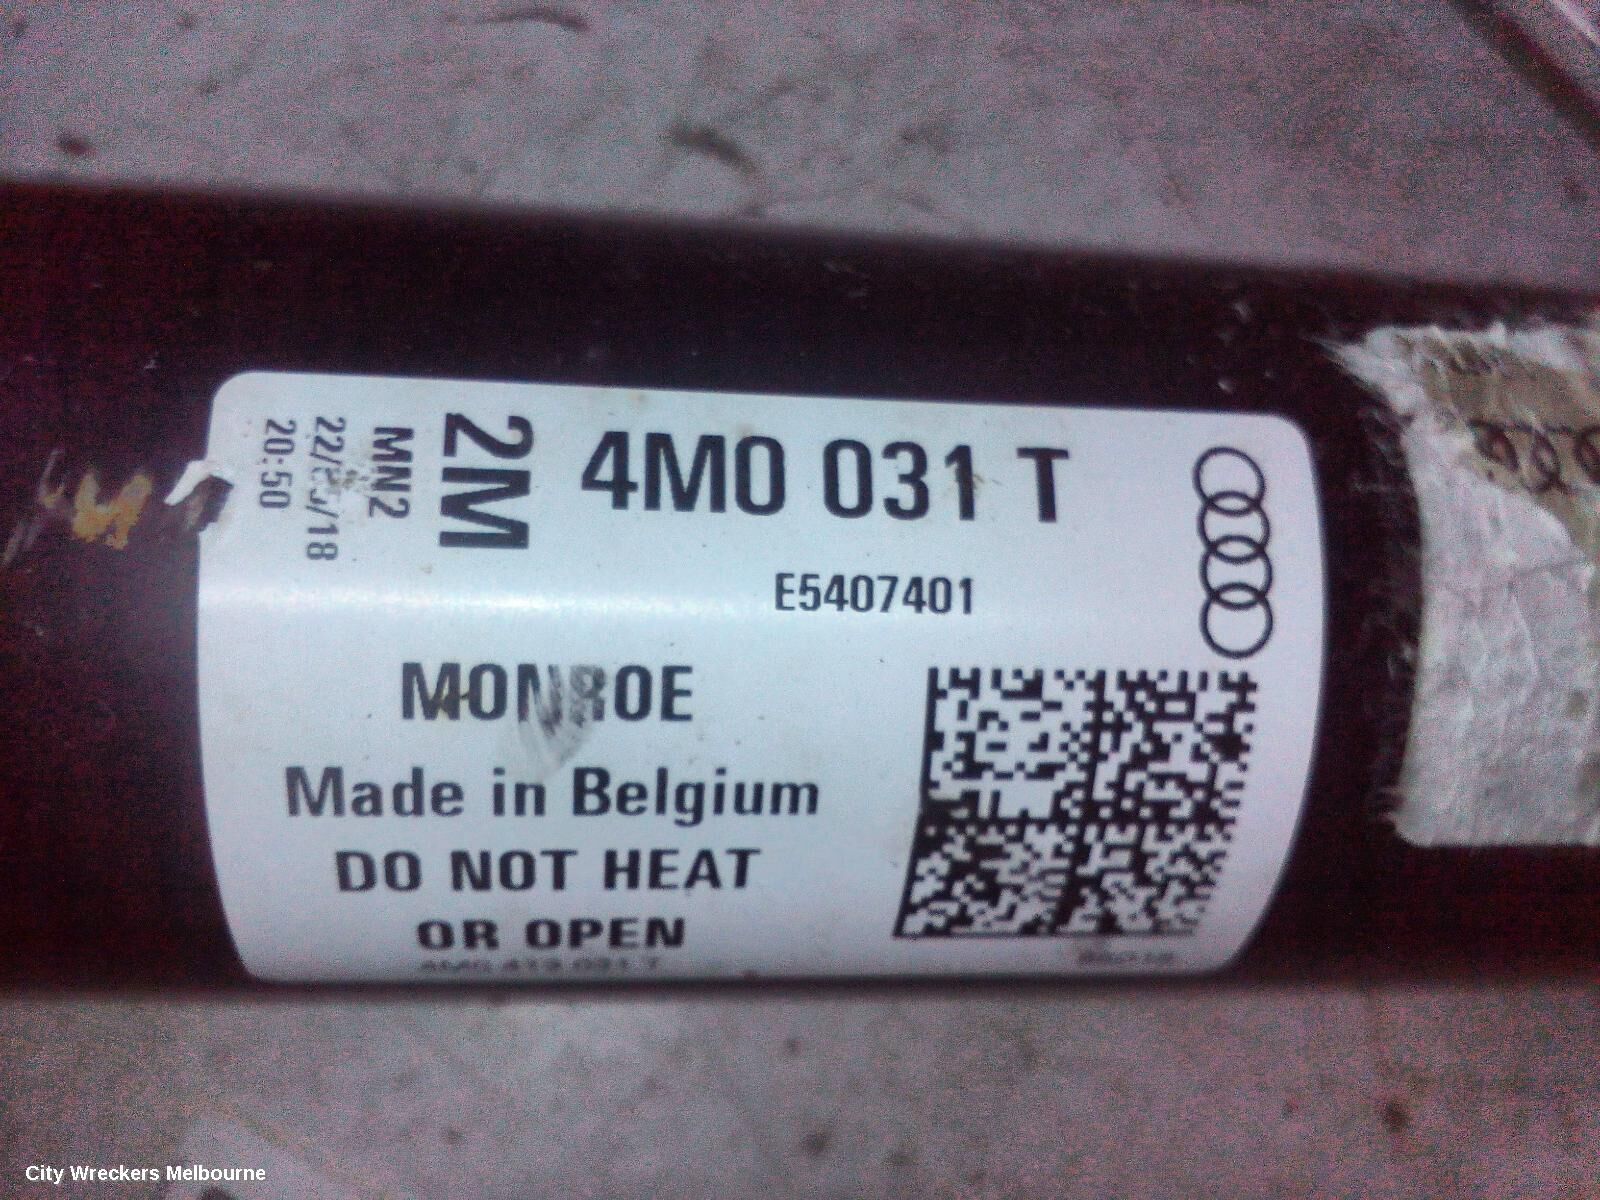 4M0 031 T
2M
MN2
20:50
E5407401
MONROE
Made in Belgium
DO NOT HEAT
OR OPEN
City Wreckers Melbourne